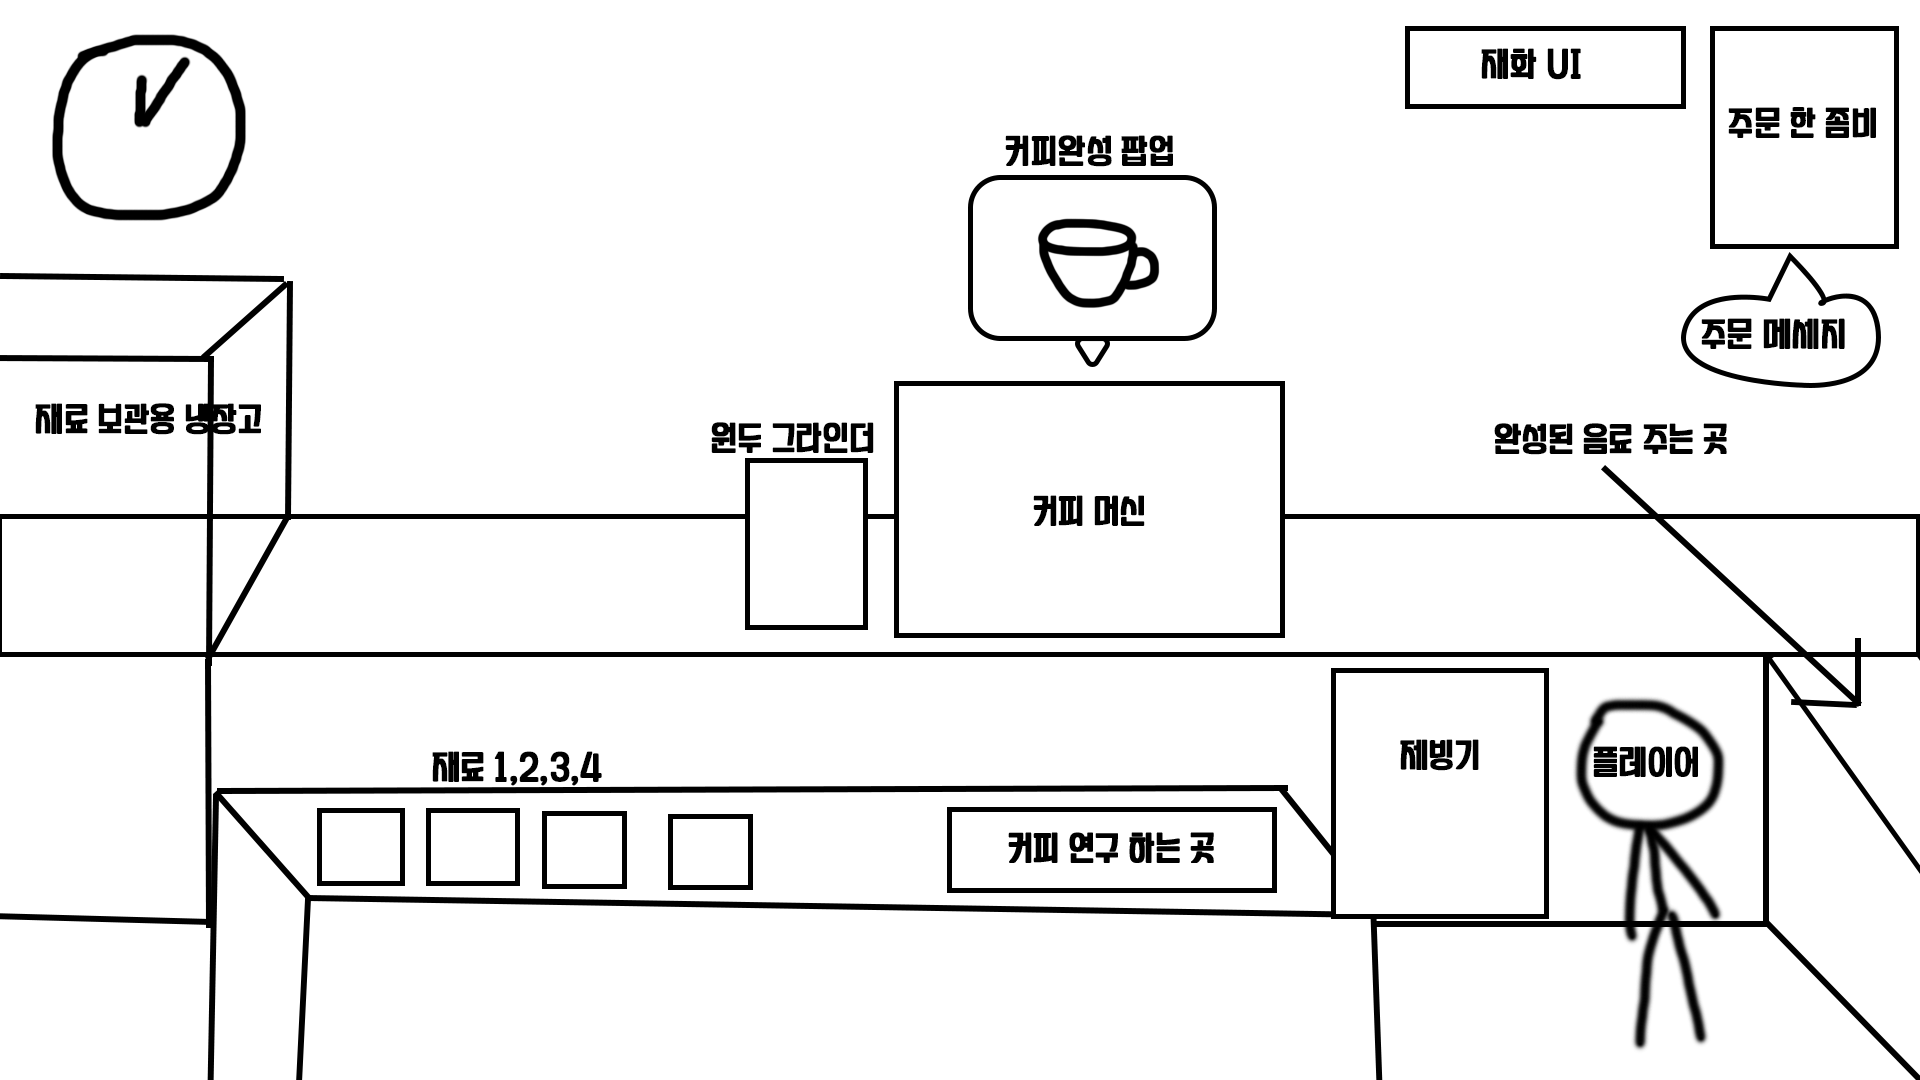 재화 UI
주문 한 좀비
커피완성 팝업
주문 메세지
재료 보관용 냉장고
원두 그라인더
완성된 음료 주는 곳
커피 머신
제빙기
플레이어
재료 1,2,3,4
커피 연구 하는 곳